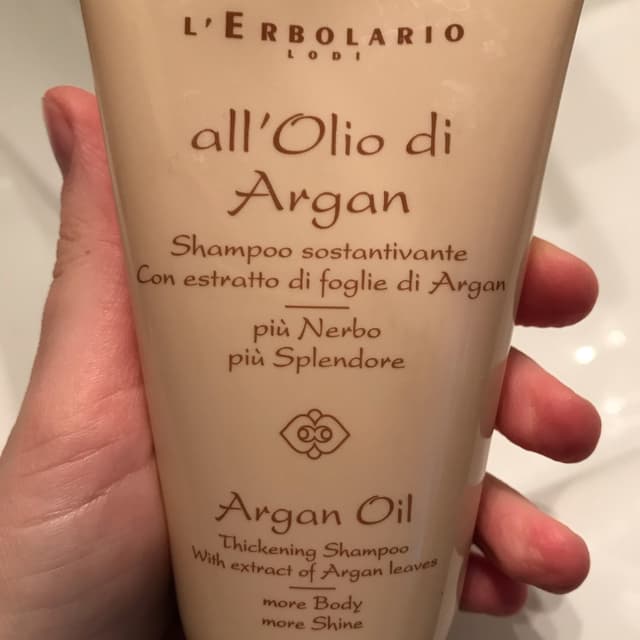 L'ERBOLARIO
LODI
all'Olio di
Argan
Shampoo sostantivante
Con estratto di foglie di Argan
più Nerbo
più Splendore
Argan Oil
Thickening Shampoo
With extract of Argan leaves
more Body
more Shine